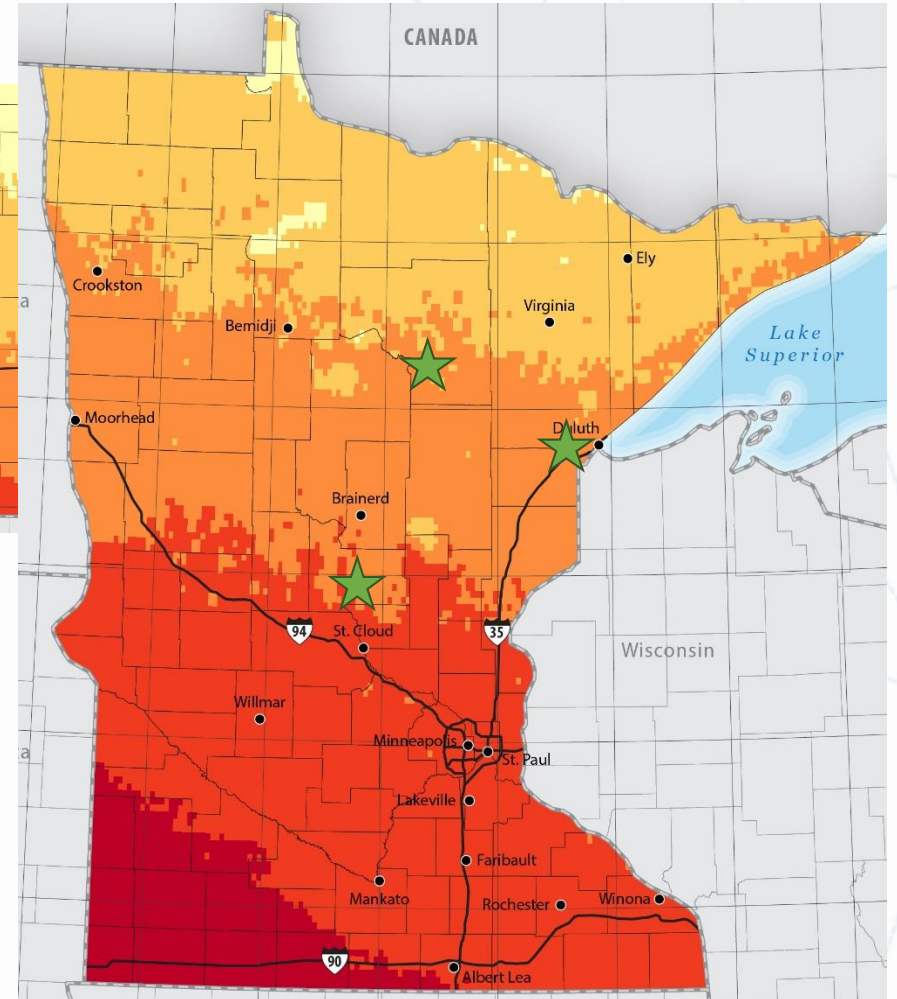 CANADA
Ely
Crookston
Virginia
Bemidji
Lake
Superior
a
Moorhead
Duluth
Brainerd
94
St. Cloud
35
Wisconsin
Willmar
Minneapolis
St. Paul
a
Lakeville
Faribault
Mankato
Rochester
Winona
90
Albert Lea